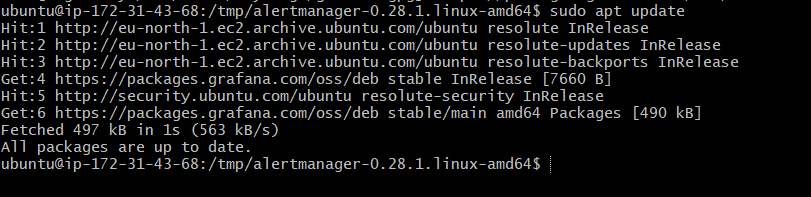 ubuntu@ip-172-31-43-68:/tmp/alertmanager-0.28.1.linux-amd64$ sudo apt update
Hit:1 http://eu-north-1.ec2.archive.ubuntu.com/ubuntu resolute InRelease
Hit:2 http://eu-north-1.ec2.archive.ubuntu.com/ubuntu resolute-updates InRelease
Hit:3 http://eu-north-1.ec2.archive.ubuntu.com/ubuntu resolute-backports InRelease
Get:4 https://packages.grafana.com/oss/deb stable InRelease [7660 B]
Hit:5 http://security.ubuntu.com/ubuntu resolute-security InRelease
Get:6 https://packages.grafana.com/oss/deb stable/main amd64 Packages [490 kB]
Fetched 497 kB in 1s (563 kB/s)
All packages are up to date.
ubuntu@ip-172-31-43-68:/tmp/alertmanager-0.28.1.linux-amd64$